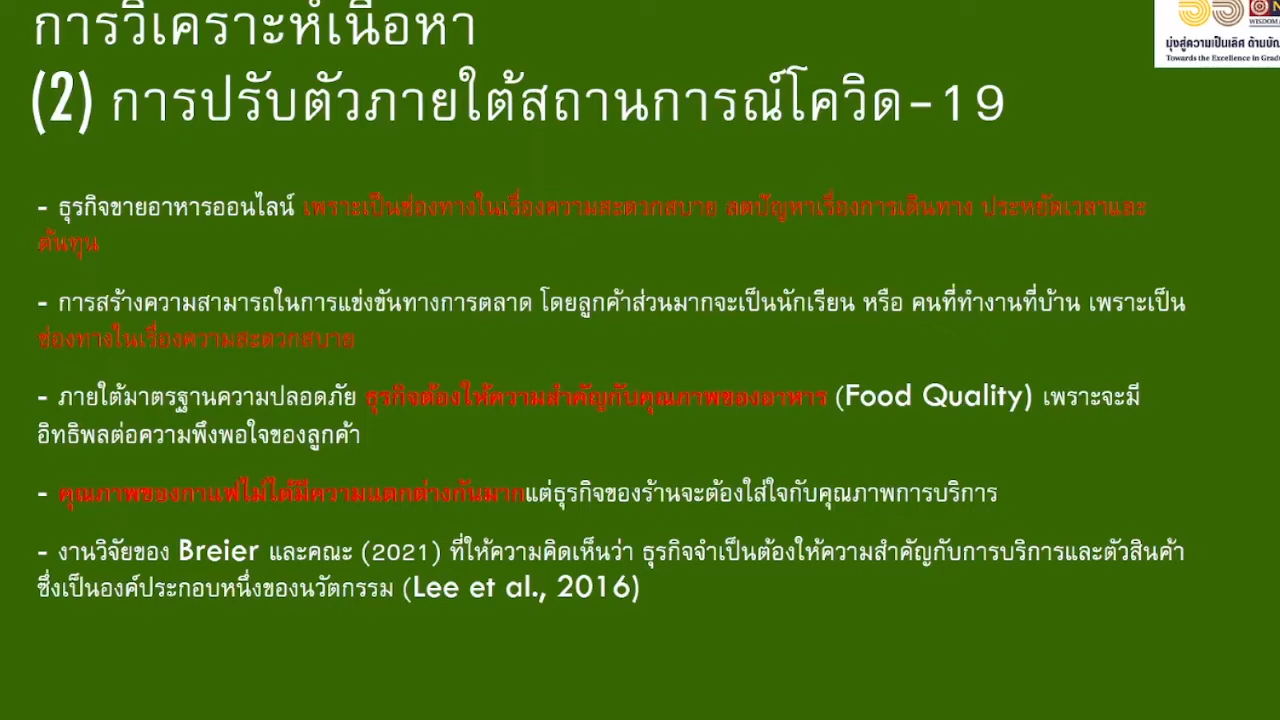 การวิเคราะห์เนื้อหา
(2) การปรับตัวภายใต้สถานการณ์โควิด-19
มุ่งสู่ความเป็นเลิศ ด้านบัณ
Towards the Excellence in Gradu
- ธุรกิจขายอาหารออนไลน์ เพราะเป็นช่องทางในเรื่องความสะดวกสบาย ลดปัญหาเรื่องการเดินทาง ประหยัดเวลาและ
ต้นทุน
- การสร้างความสามารถในการแข่งขันทางการตลาด โดยลูกค้าส่วนมากจะเป็นนักเรียน หรือ คนที่ทำงานที่บ้าน เพราะเป็น
ช่องทางในเรื่องความสะดวกสบาย
- ภายใต้มาตรฐานความปลอดภัย ธุรกิจต้องให้ความสำคัญกับคุณภาพของอาหาร (Food Quality) เพราะจะมี
อิทธิพลต่อความพึงพอใจของลูกค้า
- คุณภาพของกาแฟไม่ได้มีความแตกต่างกันมากแต่ธุรกิจของร้านจะต้องใส่ใจกับคุณภาพการบริการ
- งานวิจัยของ Breier และคณะ (2021) ที่ให้ความคิดเห็นว่า ธุรกิจจำเป็นต้องให้ความสำคัญกับการบริการและตัวสินค้า
ซึ่งเป็นองค์ประกอบหนึ่งของนวัตกรรม (Lee et al., 2016)